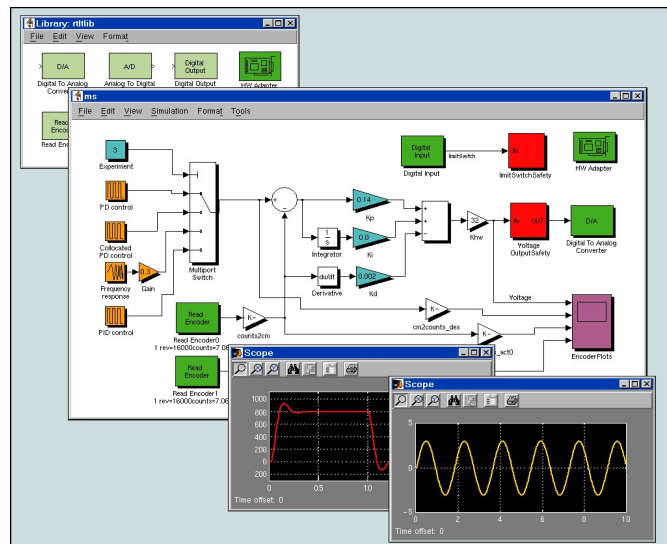 Library: rtltlib
File Edit View Format
D/A
Digital To Analog
A/D
Analog To Digital
Digital
Output
Digital Output
HW Adapter
Read
ms
File Edit View Simulation Format Tools
3
Experiment
PD control
Collocated
PD control
Frequency
response
0.3
Gain
PID control
Multiport
Switch
Digital
Input
Digital Input
limitSwitch
IN
limitSwitchSafety
HW Adapter
0.14
Kp
1
s
Integrator
0.0
Ki
du/dt
Derivative
0.002
Kd
32
Khw
IN OUT
Voltage
OutputSafety
D/A
Digital To Analog
Converter
Voltage
EncoderPlots
K-
cm2counts_des
K-
Read
Encoder
Read Encoder0
1 rev=16000counts=7.06
K-
counts2cm
Read
Encoder
Read Encoder1
1 rev=16000counts=7.06
Scope
1000
800
600
400
200
0
200
0 0.5 1.0
Time offset: 0
Scope
5
0
-5
0 2 4 6 8 10
Time offset: 0